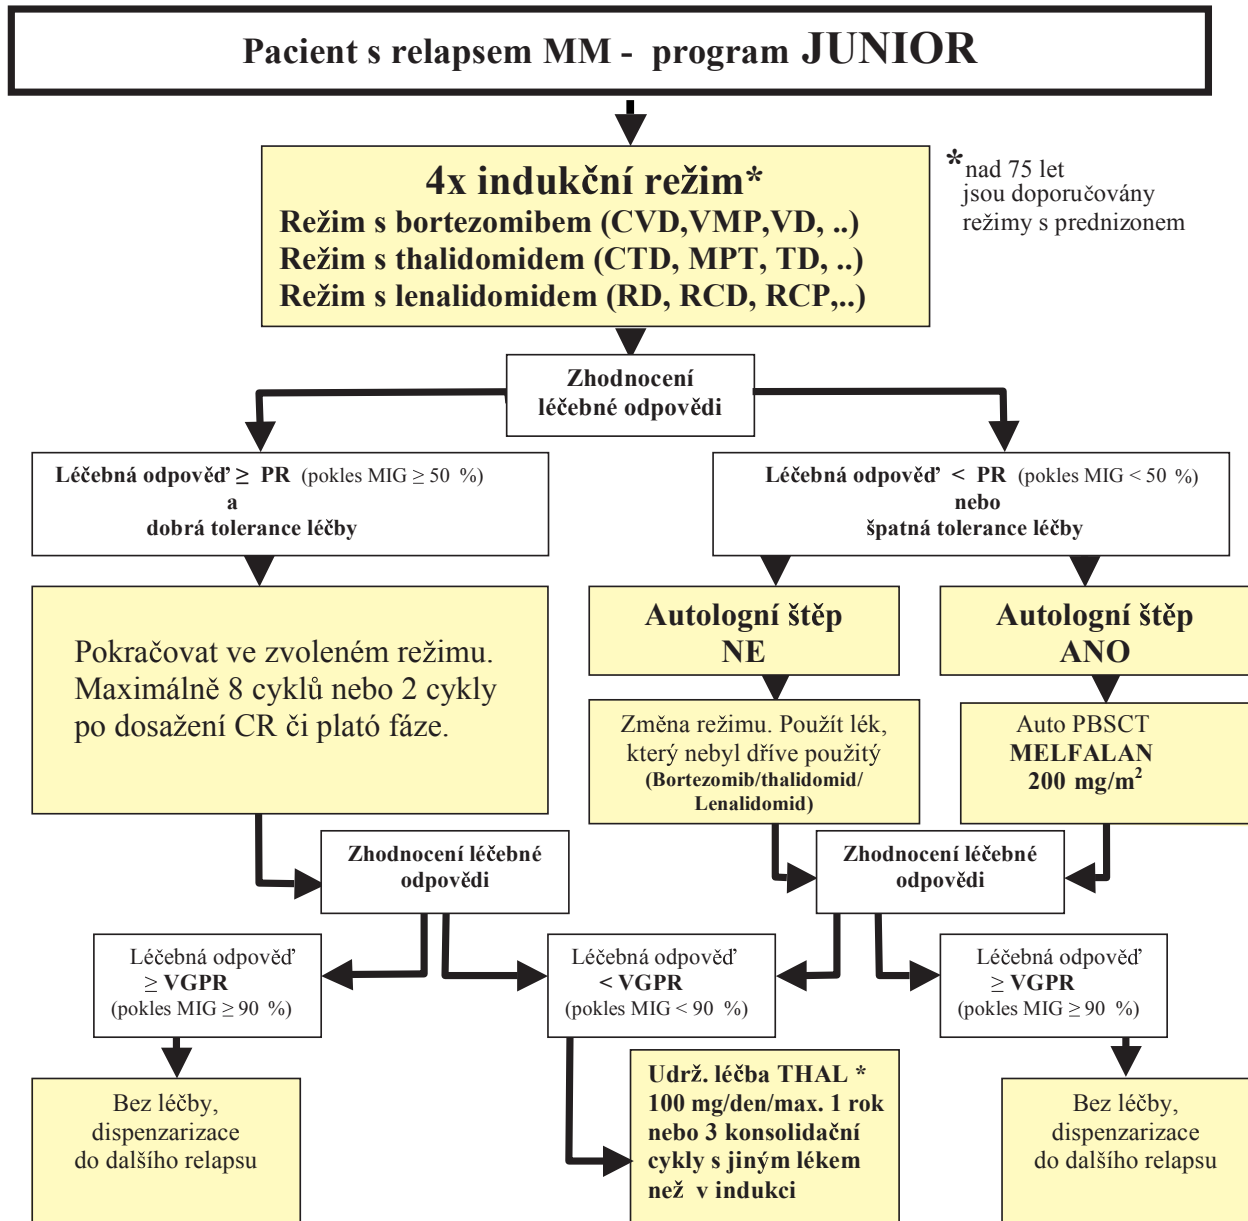 Pacient s relapsem MM - program JUNIOR
4x indukční režim*
Režim s bortezomibem (CVD,VMP,VD, ..)
Režim s thalidomidem (CTD, MPT, TD, ..)
Režim s lenalidomidem (RD, RCD, RCP,..)
*nad 75 let
jsou doporučovány
režimy s prednizonem
Zhodnocení
léčebné odpovědi
Léčebná odpověď ≥ PR (pokles MIG ≥ 50 %)
a
dobrá tolerance léčby
Léčebná odpověď < PR (pokles MIG < 50 %)
nebo
špatná tolerance léčby
Pokračovat ve zvoleném režimu.
Maximálně 8 cyklů nebo 2 cykly
po dosažení CR či plató fáze.
Autologní štěp
NE
Autologní štěp
ANO
Změna režimu. Použít lék,
který nebyl dříve použitý
(Bortezomib/thalidomid/
Lenalidomid)
Auto PBSCT
MELFALAN
200 mg/m²
Zhodnocení léčebné
odpovědi
Zhodnocení léčebné
odpovědi
Léčebná odpověď
≥ VGPR
(pokles MIG ≥ 90 %)
Léčebná odpověď
< VGPR
(pokles MIG < 90 %)
Léčebná odpověď
≥ VGPR
(pokles MIG ≥ 90 %)
Bez léčby,
dispenzarizace
do dalšího relapsu
Udrž. léčba THAL *
100 mg/den/max. 1 rok
nebo 3 konsolidační
cykly s jiným lékem
než v indukci
Bez léčby,
dispenzarizace
do dalšího relapsu